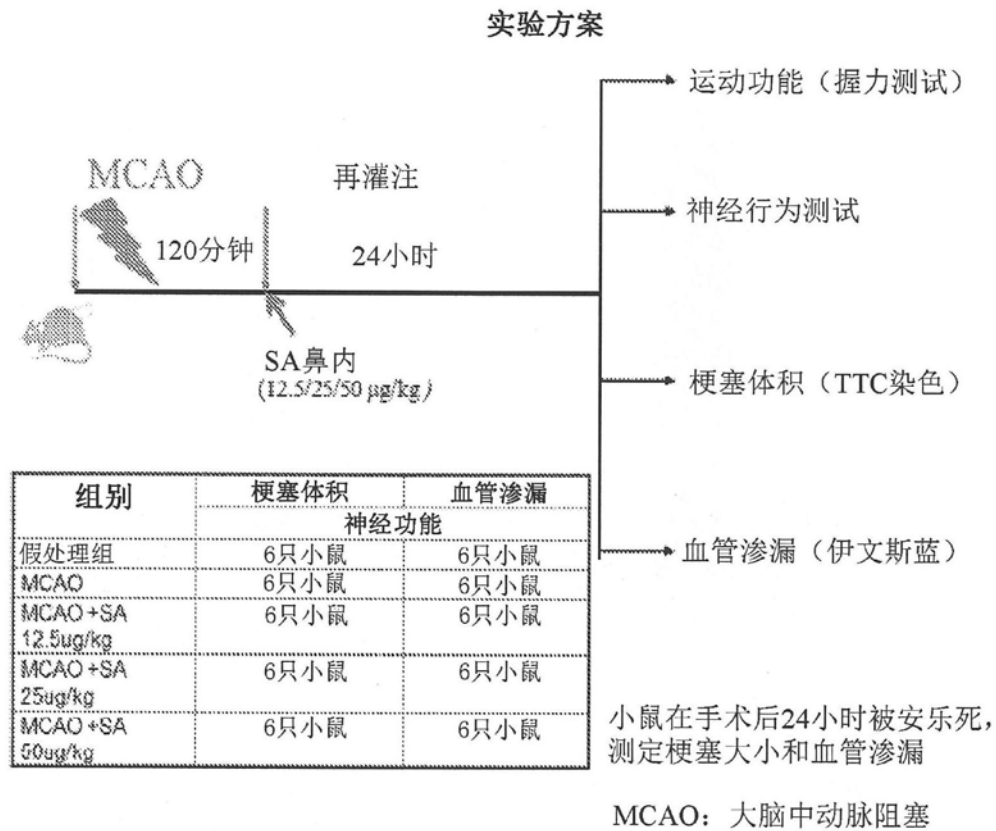 实验方案
MCAO
再灌注
120分钟
24小时
SA鼻内
(12.5/25/50 μg/kg)
运动功能（握力测试）
神经行为测试
梗塞体积（TTC染色）
血管渗漏（伊文斯蓝）
组别 梗塞体积 血管渗漏
神经功能
假处理组 6只小鼠 6只小鼠
MCAO 6只小鼠 6只小鼠
MCAO+SA 6只小鼠 6只小鼠
12.5ug/kg
MCAO+SA 6只小鼠 6只小鼠
25ug/kg
MCAO+SA 6只小鼠 6只小鼠
50ug/kg
小鼠在手术后24小时被安乐死，
测定梗塞大小和血管渗漏
MCAO：大脑中动脉阻塞